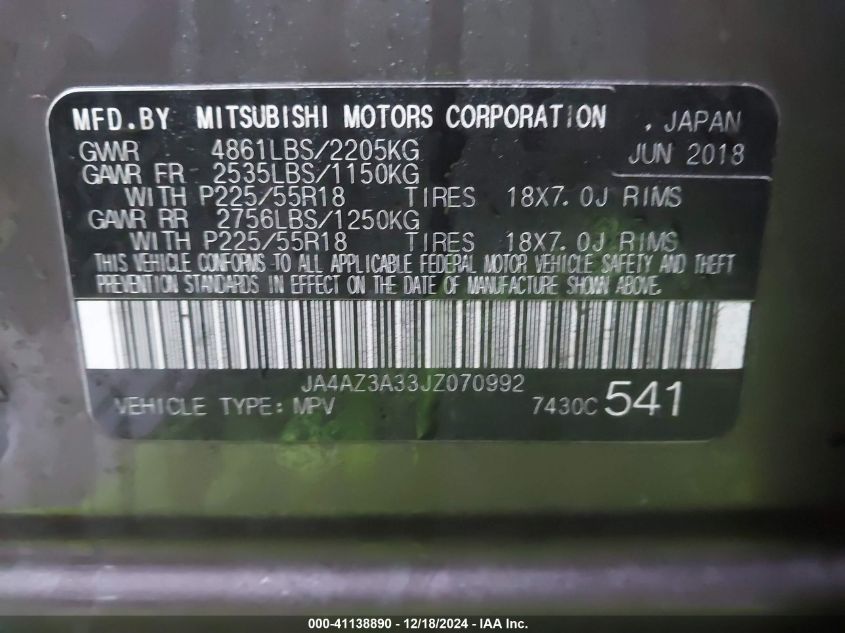 MFD.BY MITSUBISHI MOTORS CORPORATION , JAPAN
GVWR 4861LBS/2205KG JUN 2018
GAWR FR 2535LBS/1150KG
WITH P225/55R18 TIRES 18X7.0J RIMS
GAWR RR 2756LBS/1250KG
WITH P225/55R18 TIRES 18X7.0J RIMS
THIS VEHICLE CONFORMS TO ALL APPLICABLE FEDERAL MOTOR VEHICLE SAFETY AND THEFT
PREVENTION STANDARDS IN EFFECT ON THE DATE OF MANUFACTURE SHOWN ABOVE.
JA4AZ3A33JZ070992
VEHICLE TYPE: MPV 7430C 541
000-41138890 - 12/18/2024 - IAA Inc.